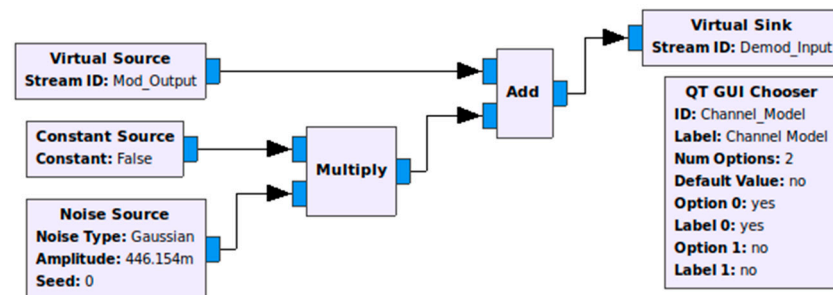 Virtual Source
Stream ID: Mod_Output
Constant Source
Constant: False
Noise Source
Noise Type: Gaussian
Amplitude: 446.154m
Seed: 0
Multiply
Add
Virtual Sink
Stream ID: Demod_Input
QT GUI Chooser
ID: Channel_Model
Label: Channel Model
Num Options: 2
Default Value: no
Option 0: yes
Label 0: yes
Option 1: no
Label 1: no